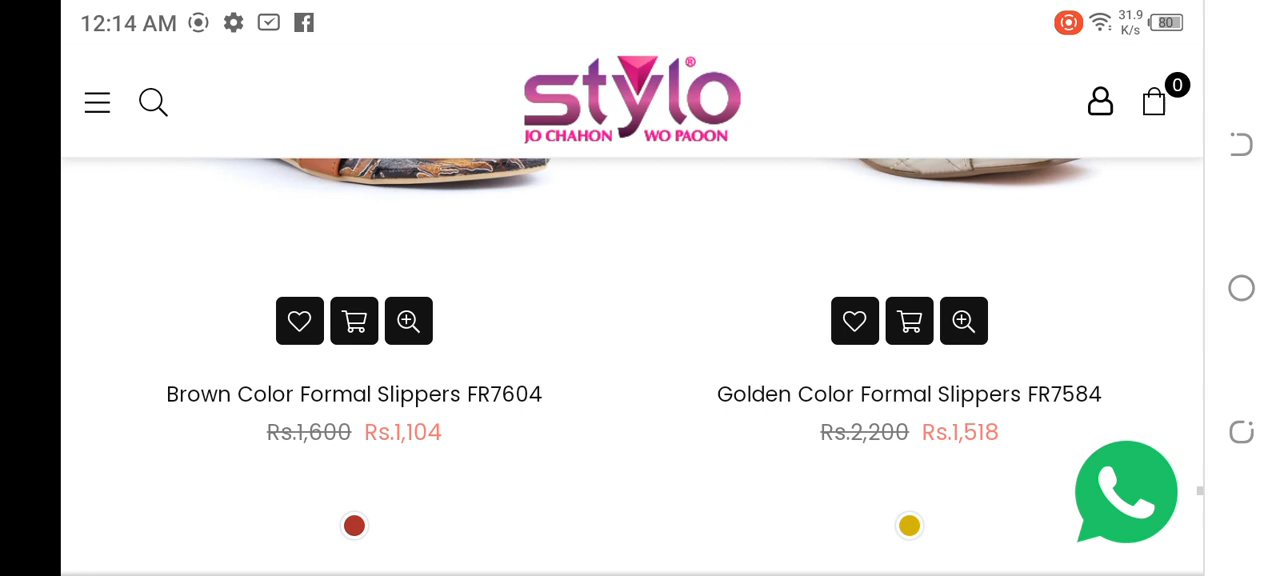 12:14 AM
31.9
K/s
80
stylo®
JO CHAHON WO PAOON
0
Brown Color Formal Slippers FR7604
Golden Color Formal Slippers FR7584
Rs.1,600 Rs.1,104
Rs.2,200 Rs.1,518